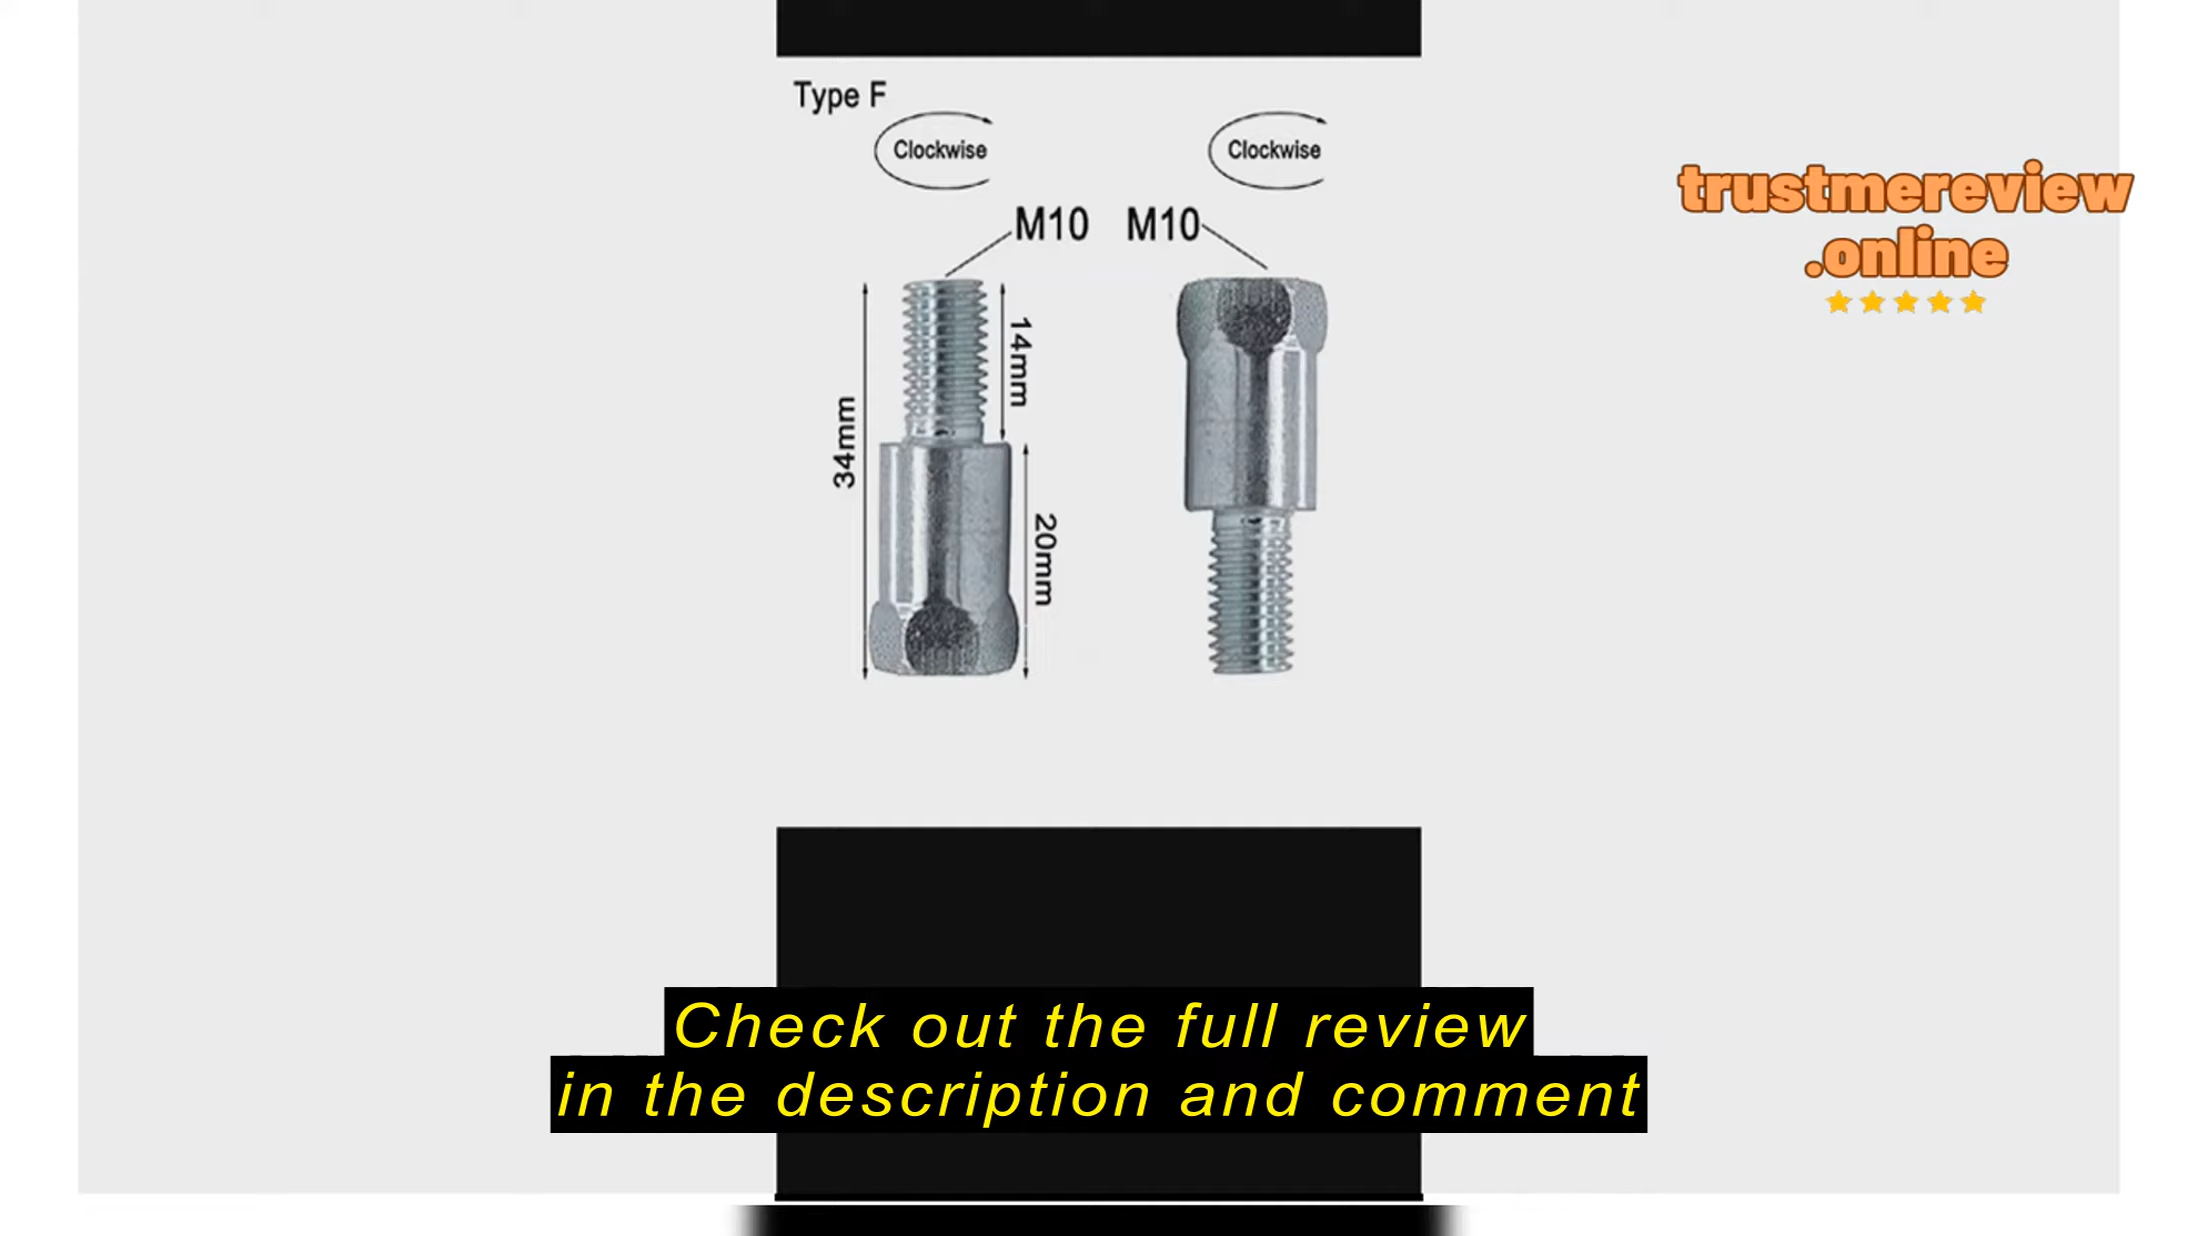 Type F
Clockwise
Clockwise
M10
M10
14mm
34mm
20mm
trustmereview
.online
Check out the full review
in the description and comment